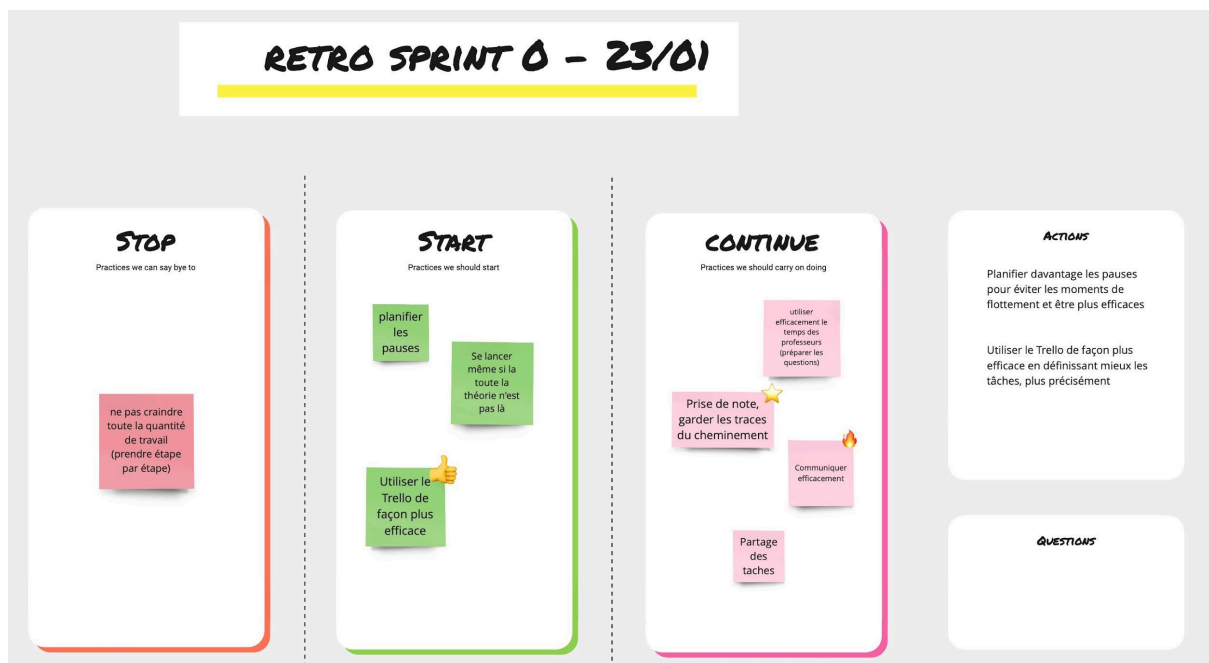 RETRO SPRINT 0 - 23/01
STOP
Practices we can say bye to
ne pas craindre
toute la quantité
de travail
(prendre étape
par étape)
START
Practices we should start
planifier
les
pauses
Se lancer
même si la
toute la
théorie n'est
pas là
Utiliser le
Trello de
façon plus
efficace
CONTINUE
Practices we should carry on doing
utiliser
efficacement le
temps des
professeurs
(préparer les
questions)
Prise de note,
garder les traces
du cheminement
Communiquer
efficacement
Partage
des
taches
ACTIONS
Planifier davantage les pauses
pour éviter les moments de
flottement et être plus efficaces
Utiliser le Trello de façon plus
efficace en définissant mieux les
tâches, plus précisément
QUESTIONS